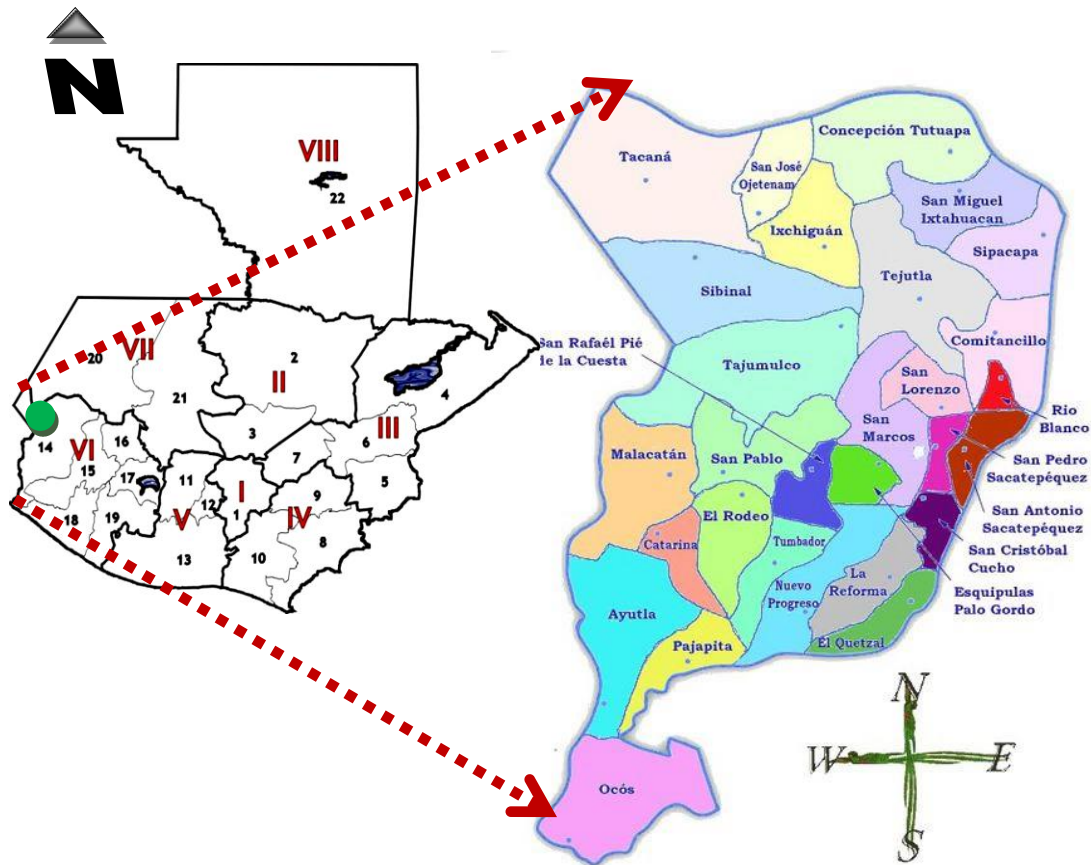 N
VIII
22
20
VII
2
II
4
21
14
VI
16
3
6
III
15
17
7
5
11
I
9
12
1
IV
18
19
V
8
10
13
Concepción Tutuapa
Tacaná
San José
Ojetenam
San Miguel
Ixtahuacan
Ixchiguán
Sipacapa
Tejutla
Sibinal
San Rafaél Pié
de la Cuesta
Comitancillo
Tajumulco
San
Lorenzo
Rio
Blanco
San
Marcos
Malacatán
San Pablo
San Pedro
Sacatepéquez
El Rodeo
San Antonio
Sacatepéquez
Catarina
Tumbador
San Cristóbal
Cucho
La
Reforma
Nuevo
Progreso
Esquipulas
Palo Gordo
Ayutla
Pajapita
El Quetzal
Ocós
N
W
E
S